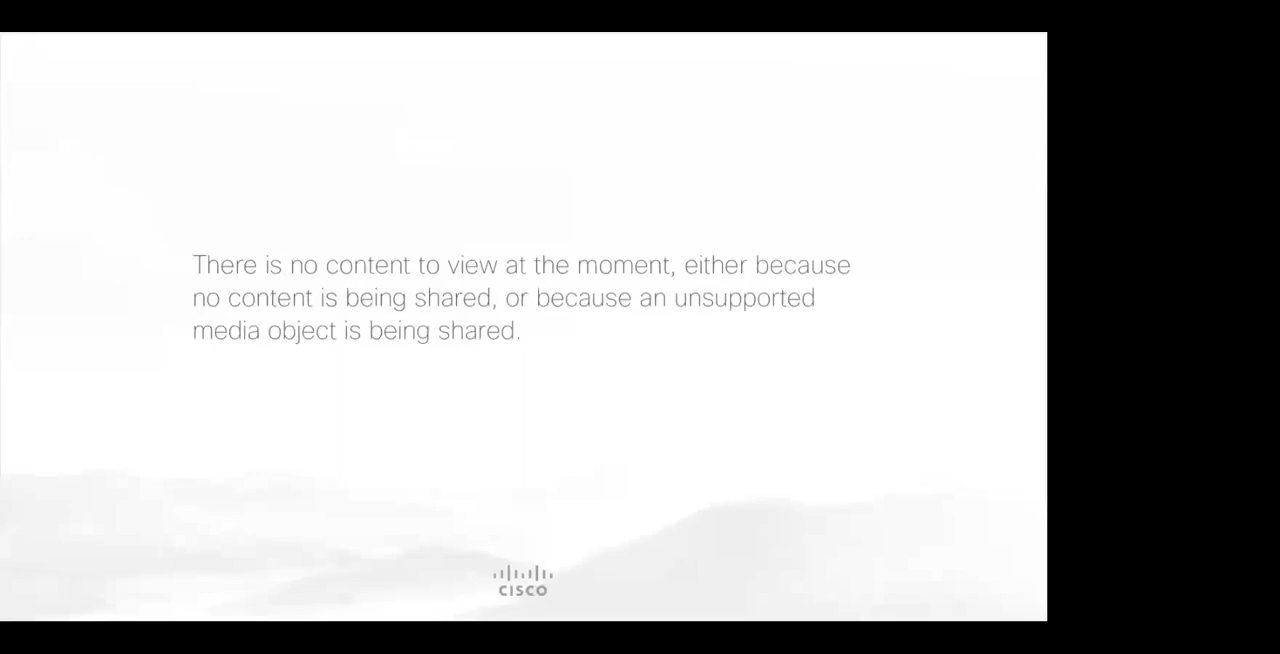 There is no content to view at the moment, either because
no content is being shared, or because an unsupported
media object is being shared.
CISCO